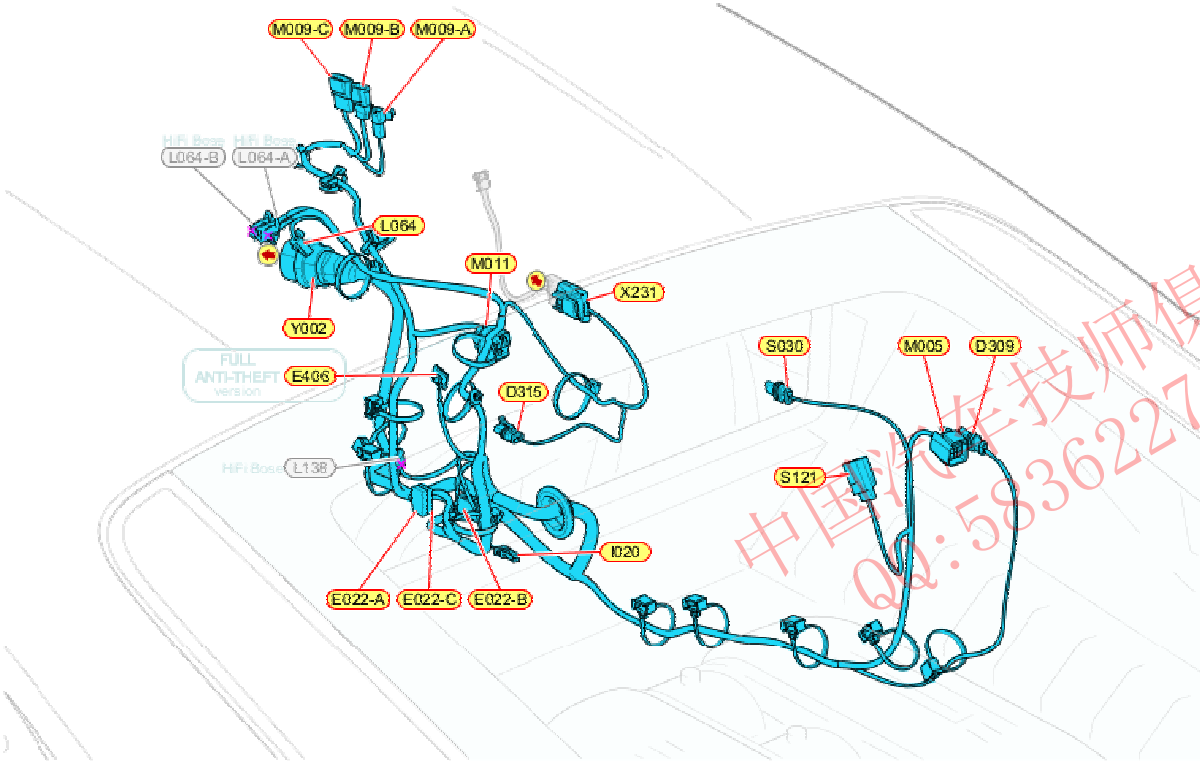 M009-C M009-B M009-A
HiFi Bose HiFi Bose
L064-B L064-A
L064
M011
X231
Y002
S030 M005 D309
FULL
ANTI-THEFT
version
E406
D315
HiFi Bose L138
S121
I020
E022-A E022-C E022-B
中国汽车技师俱
QQ:5836227